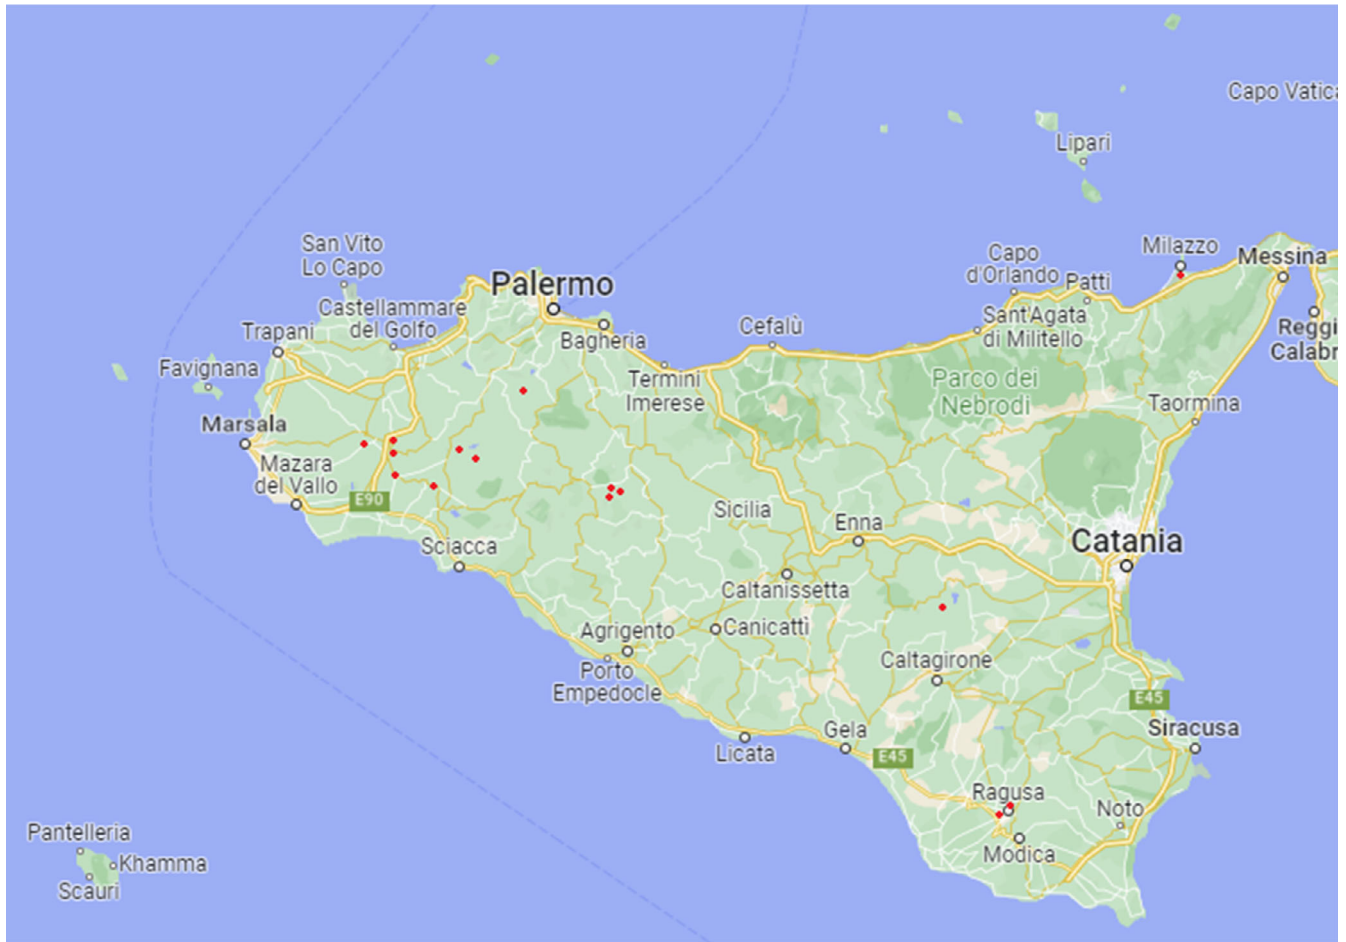 Capo Vatica
Lipari
San Vito
Lo Capo
Milazzo
Messina
Capo
d'Orlando
Patti
Palermo
Castellammare
del Golfo
Trapani
Cefalù
Sant'Agata
di Militello
Bagheria
Reggi
Calabr
Favignana
Termini
Imerese
Parco dei
Nebrodi
Taormina
Marsala
Mazara
del Vallo
E90
Sicilia
Enna
Catania
Sciacca
Caltanissetta
Agrigento
Canicattì
Caltagirone
Porto
Empedocle
E45
Siracusa
Gela
Licata
E45
Ragusa
Noto
Modica
Pantelleria
Khamma
Scauri